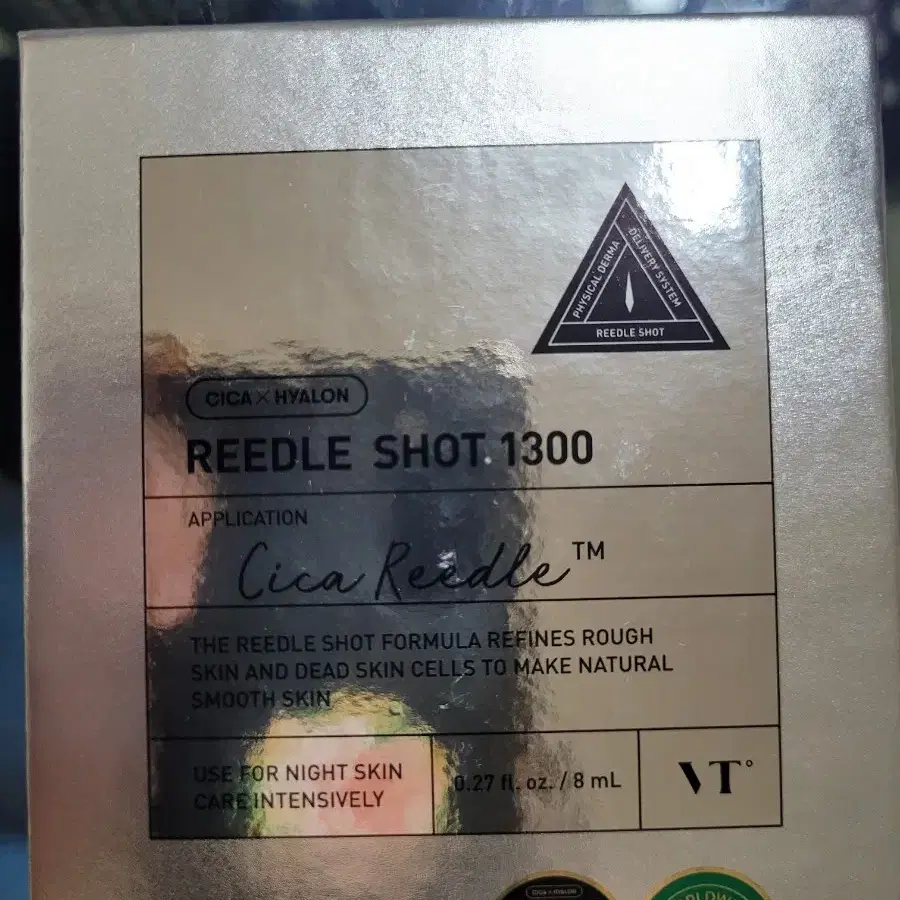 PHYSICAL DERMA
DELIVERY SYSTEM
REEDLE SHOT
CICA × HYALON
REEDLE SHOT 1300
APPLICATION
Cica Reedle™
THE REEDLE SHOT FORMULA REFINES ROUGH
SKIN AND DEAD SKIN CELLS TO MAKE NATURAL
SMOOTH SKIN
USE FOR NIGHT SKIN
CARE INTENSIVELY
0.27 fl. oz. / 8 mL
VT°
CICA × HYALON